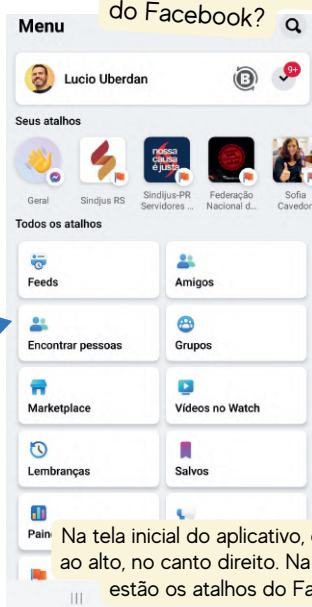 do Facebook?
Menu
9+
Lucio Uberdan
B
Seus atalhos
nossa
causa
é justa
Geral
Sindjus RS
Sindijus-PR
Servidores ...
Federação
Nacional d...
Sofia
Cavedon
Todos os atalhos
Feeds
Amigos
Encontrar pessoas
Grupos
Marketplace
Vídeos no Watch
Lembranças
Salvos
Na tela inicial do aplicativo,
ao alto, no canto direito. Na
estão os atalhos do